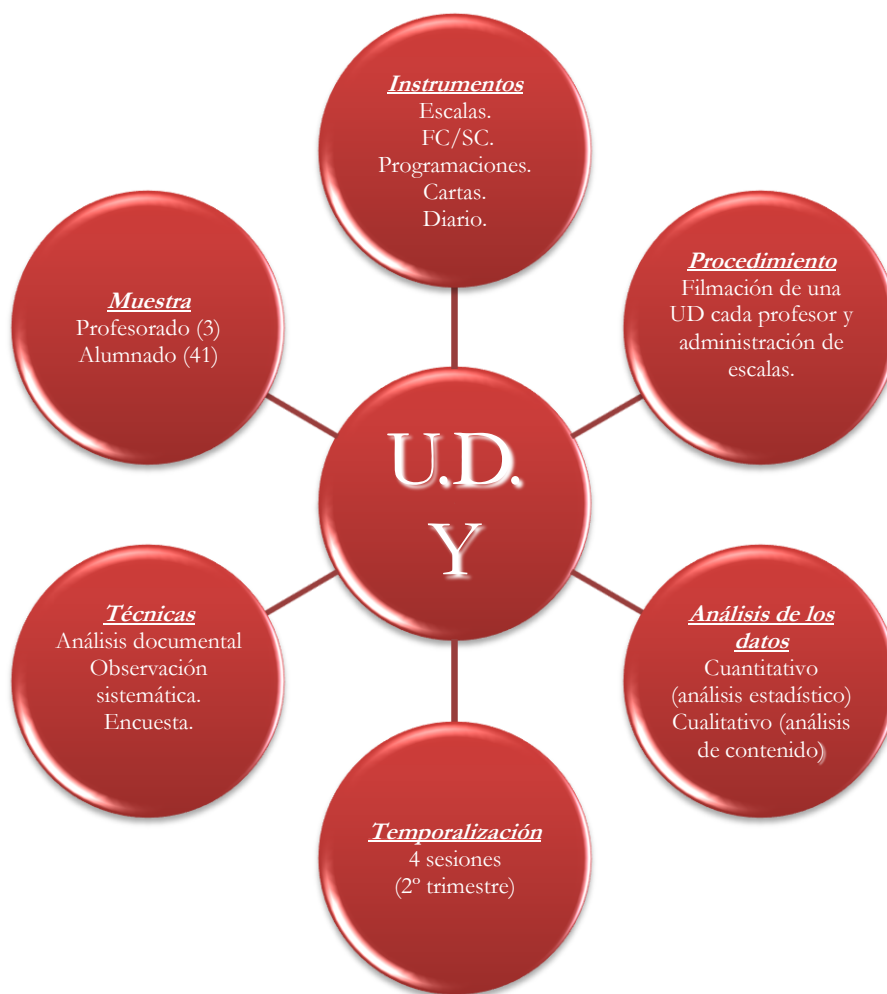 Instrumentos
Escalas.
FC/SC.
Programaciones.
Cartas.
Diario.
Muestra
Profesorado (3)
Alumnado (41)
Procedimiento
Filmación de una
UD cada profesor y
administración de
escalas.
U.D.
Y
Técnicas
Análisis documental
Observación
sistemática.
Encuesta.
Análisis de los
datos
Cuantitativo
(análisis estadístico)
Cualitativo (análisis
de contenido)
Temporalización
4 sesiones
(2º trimestre)